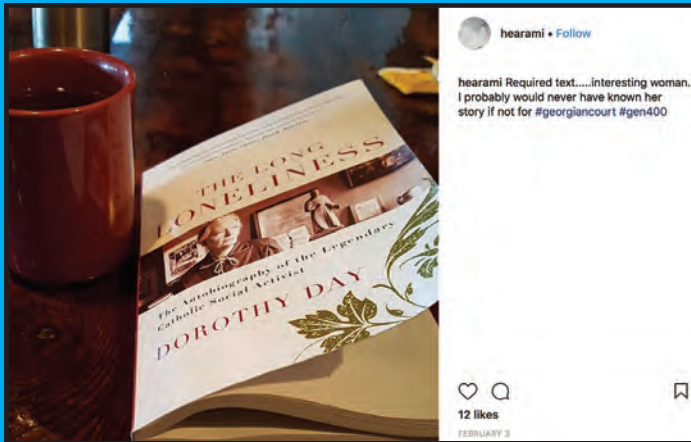 THE LONG
LONELINESS
The Autobiography of the Legendary
Catholic Social Activist
DOROTHY DAY
hearami • Follow
hearami Required text.....interesting woman.
I probably would never have known her
story if not for #georgiancourt #gen400
12 likes
FEBRUARY 3